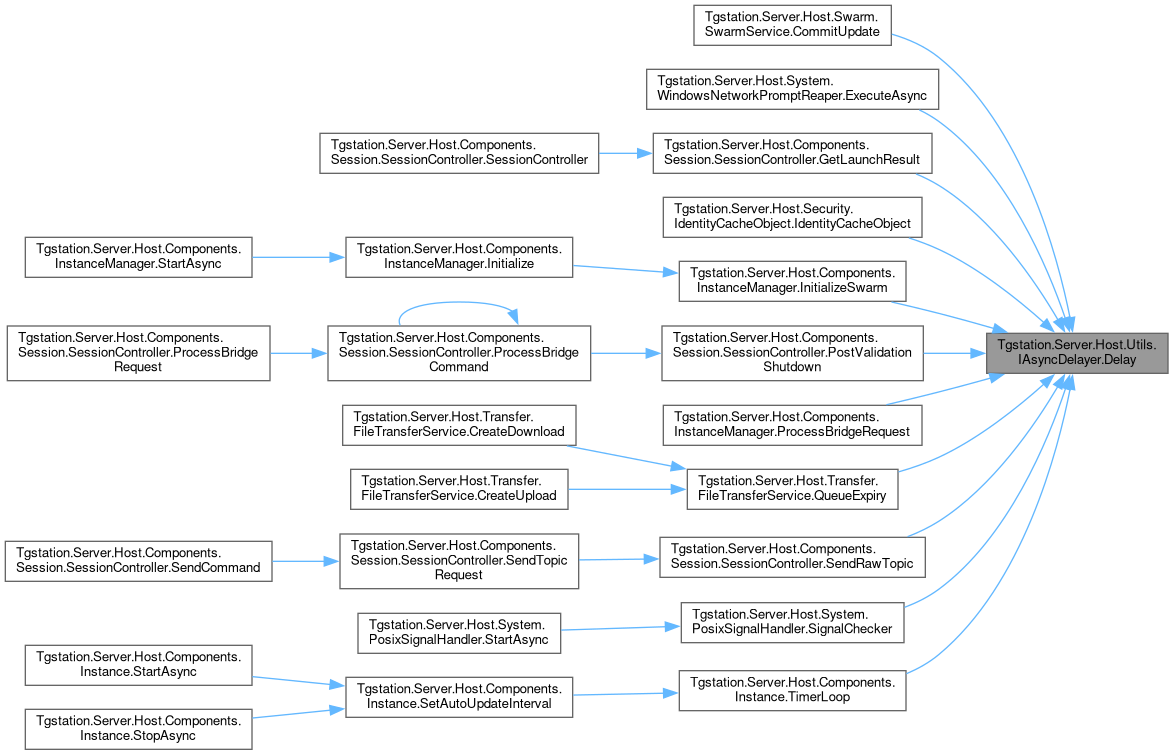 Tgstation.Server.Host.Swarm.
SwarmService.CommitUpdate
Tgstation.Server.Host.System.
WindowsNetworkPromptReaper.ExecuteAsync
Tgstation.Server.Host.Components.
Session.SessionController.SessionController
Tgstation.Server.Host.Components.
Session.SessionController.GetLaunchResult
Tgstation.Server.Host.Security.
IdentityCacheObject.IdentityCacheObject
Tgstation.Server.Host.Components.
InstanceManager.StartAsync
Tgstation.Server.Host.Components.
InstanceManager.Initialize
Tgstation.Server.Host.Components.
InstanceManager.InitializeSwarm
Tgstation.Server.Host.Components.
Session.SessionController.ProcessBridge
Request
Tgstation.Server.Host.Components.
Session.SessionController.ProcessBridge
Command
Tgstation.Server.Host.Components.
Session.SessionController.PostValidation
Shutdown
Tgstation.Server.Host.Utils.
IAsyncDelayer.Delay
Tgstation.Server.Host.Components.
InstanceManager.ProcessBridgeRequest
Tgstation.Server.Host.Transfer.
FileTransferService.CreateDownload
Tgstation.Server.Host.Transfer.
FileTransferService.CreateUpload
Tgstation.Server.Host.Transfer.
FileTransferService.QueueExpiry
Tgstation.Server.Host.Components.
Session.SessionController.SendCommand
Tgstation.Server.Host.Components.
Session.SessionController.SendTopic
Request
Tgstation.Server.Host.Components.
Session.SessionController.SendRawTopic
Tgstation.Server.Host.System.
PosixSignalHandler.StartAsync
Tgstation.Server.Host.System.
PosixSignalHandler.SignalChecker
Tgstation.Server.Host.Components.
Instance.StartAsync
Tgstation.Server.Host.Components.
Instance.StopAsync
Tgstation.Server.Host.Components.
Instance.SetAutoUpdateInterval
Tgstation.Server.Host.Components.
Instance.TimerLoop